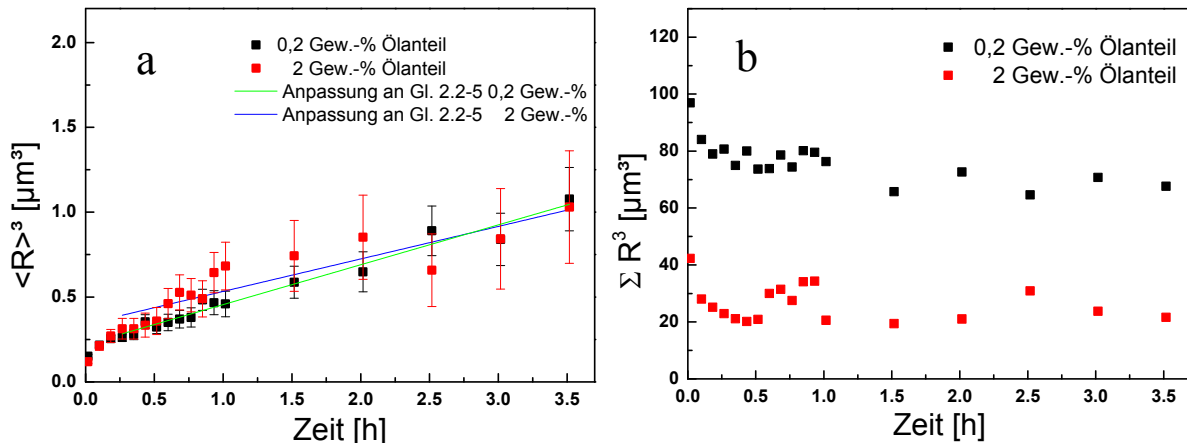 a
0,2 Gew.-% Ölanteil
2 Gew.-% Ölanteil
Anpassung an Gl. 2.2-5 0,2 Gew.-%
Anpassung an Gl. 2.2-5 2 Gew.-%
<R>³ [µm³]
2.0
1.5
1.0
0.5
0.0
0.0 0.5 1.0 1.5 2.0 2.5 3.0 3.5
Zeit [h]
b
0,2 Gew.-% Ölanteil
2 Gew.-% Ölanteil
Σ R³ [µm³]
120
100
80
60
40
20
0
0.0 0.5 1.0 1.5 2.0 2.5 3.0 3.5
Zeit [h]